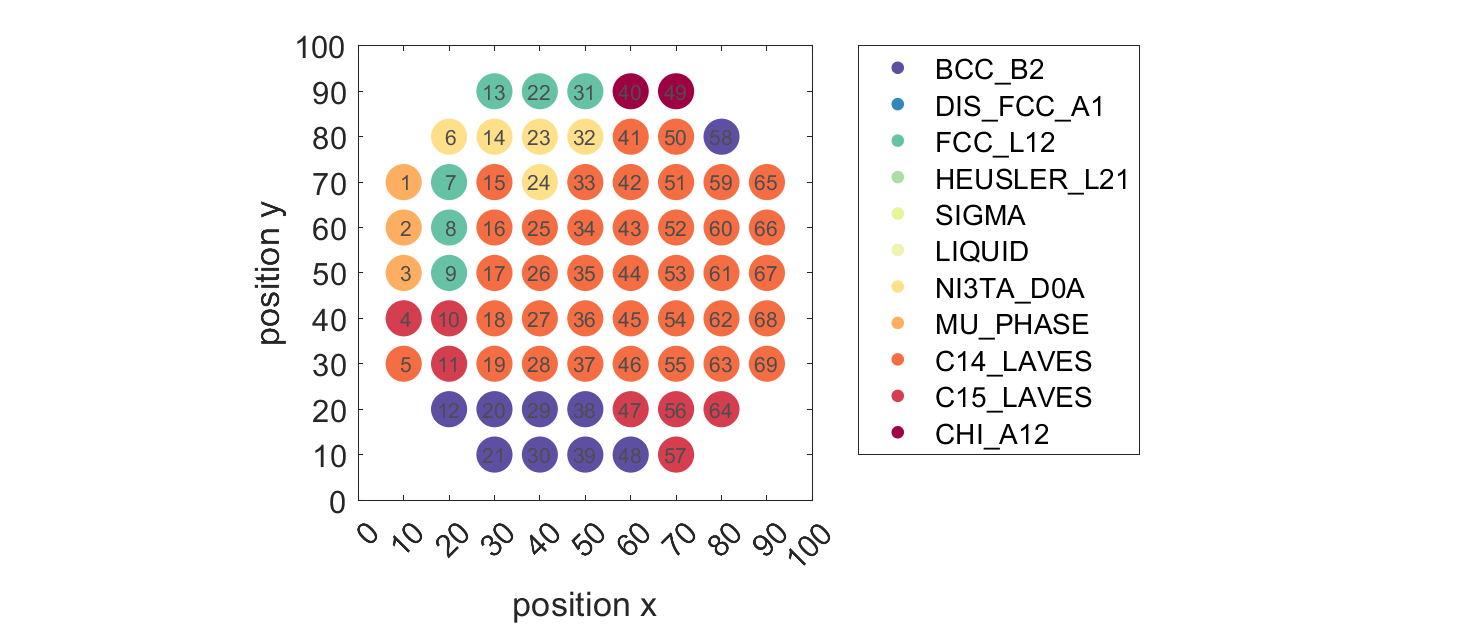 100
90
80
70
60
50
40
30
20
10
0
position y
13 22 31 40 49
6 14 23 32 41 50 58
1 7 15 24 33 42 51 59 65
2 8 16 25 34 43 52 60 66
3 9 17 26 35 44 53 61 67
4 10 18 27 36 45 54 62 68
5 11 19 28 37 46 55 63 69
12 20 29 38 47 56 64
21 30 39 48 57
0 10 20 30 40 50 60 70 80 90 100
position x
BCC_B2
DIS_FCC_A1
FCC_L12
HEUSLER_L21
SIGMA
LIQUID
NI3TA_D0A
MU_PHASE
C14_LAVES
C15_LAVES
CHI_A12